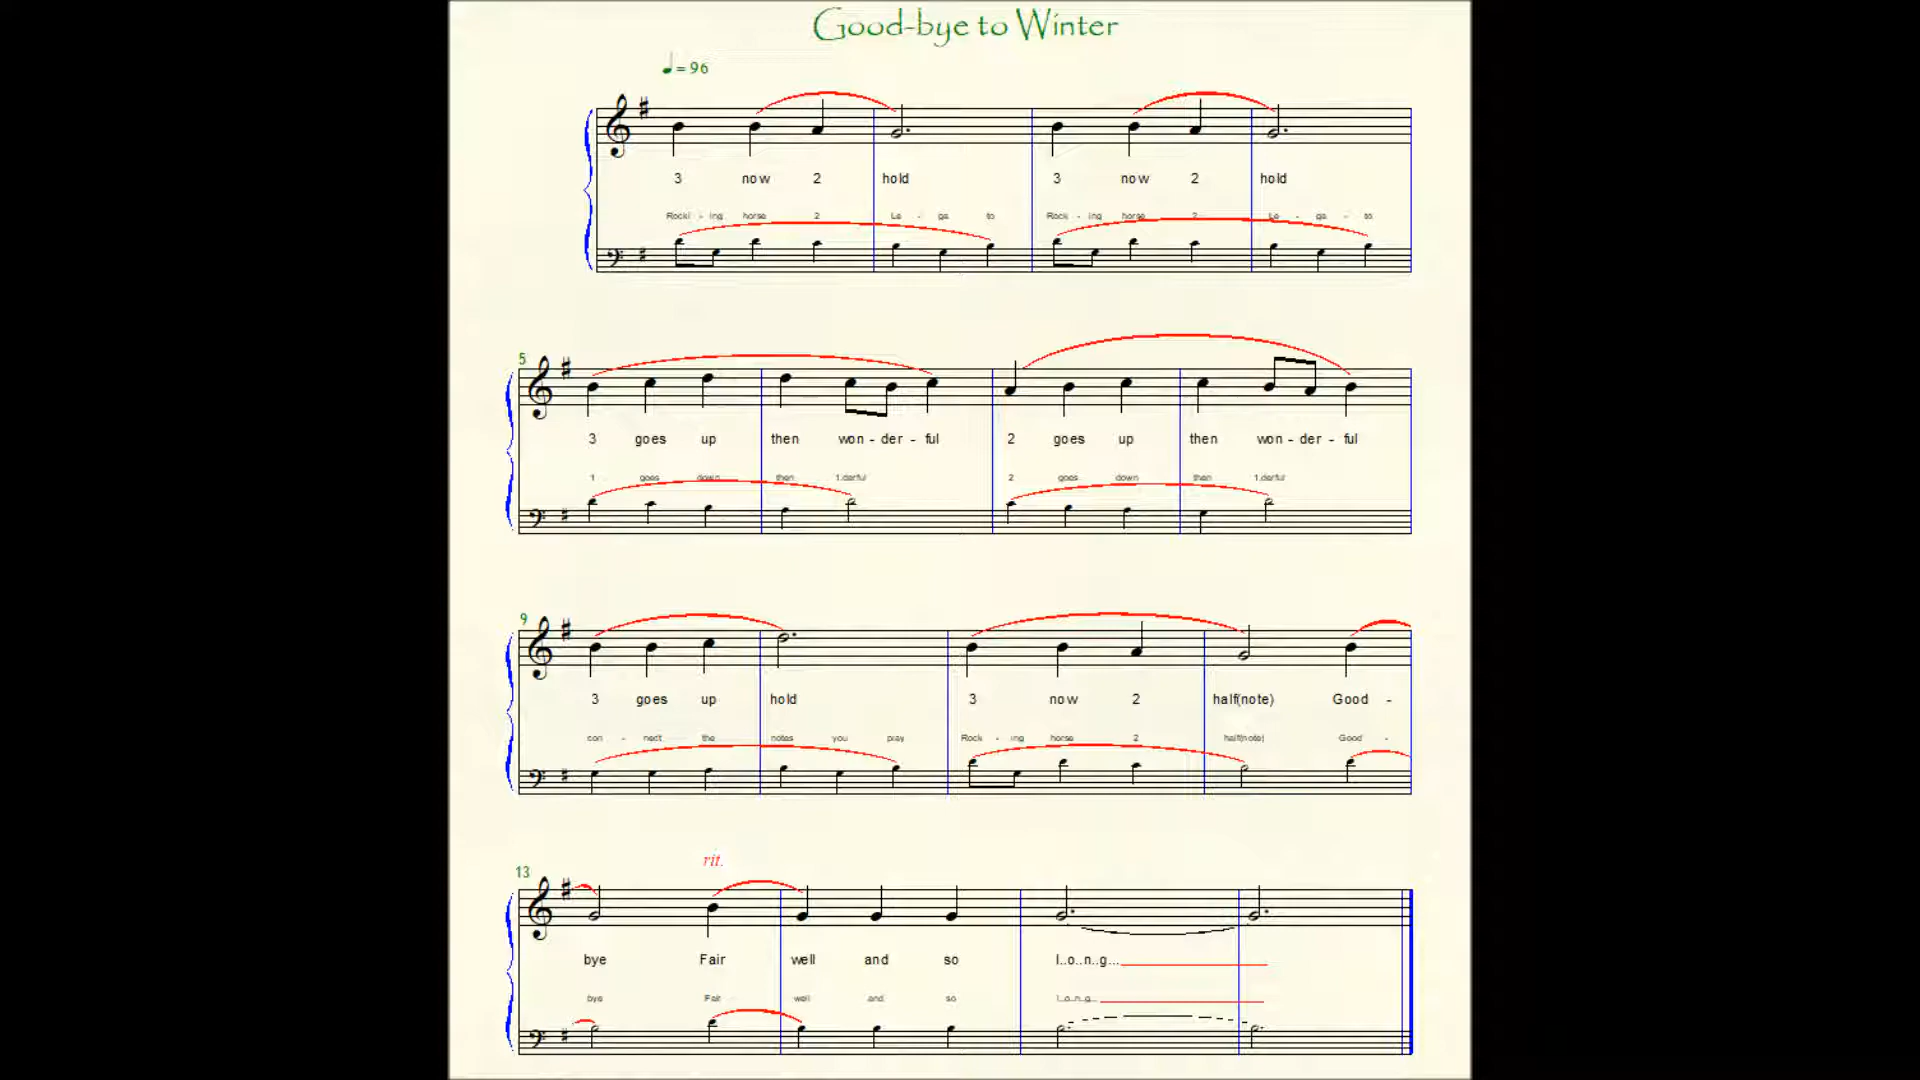 Good-bye to Winter
♩ = 96
3 now 2 hold 3 now 2 hold
Rock - ing horse 2 Le - ga to Rock - ing horse 2 Le - ga - to
5
3 goes up then won - der - ful 2 goes up then won - der - ful
1 goes down then 1.derful 2 goes down then 1.derful
9
3 goes up hold 3 now 2 half(note) Good -
con - nect the notes you play Rock - ing horse 2 half(note) Good -
rit.
13
bye Fair well and so l..o..n..g...
bye Fair well and so l..o..n..g...